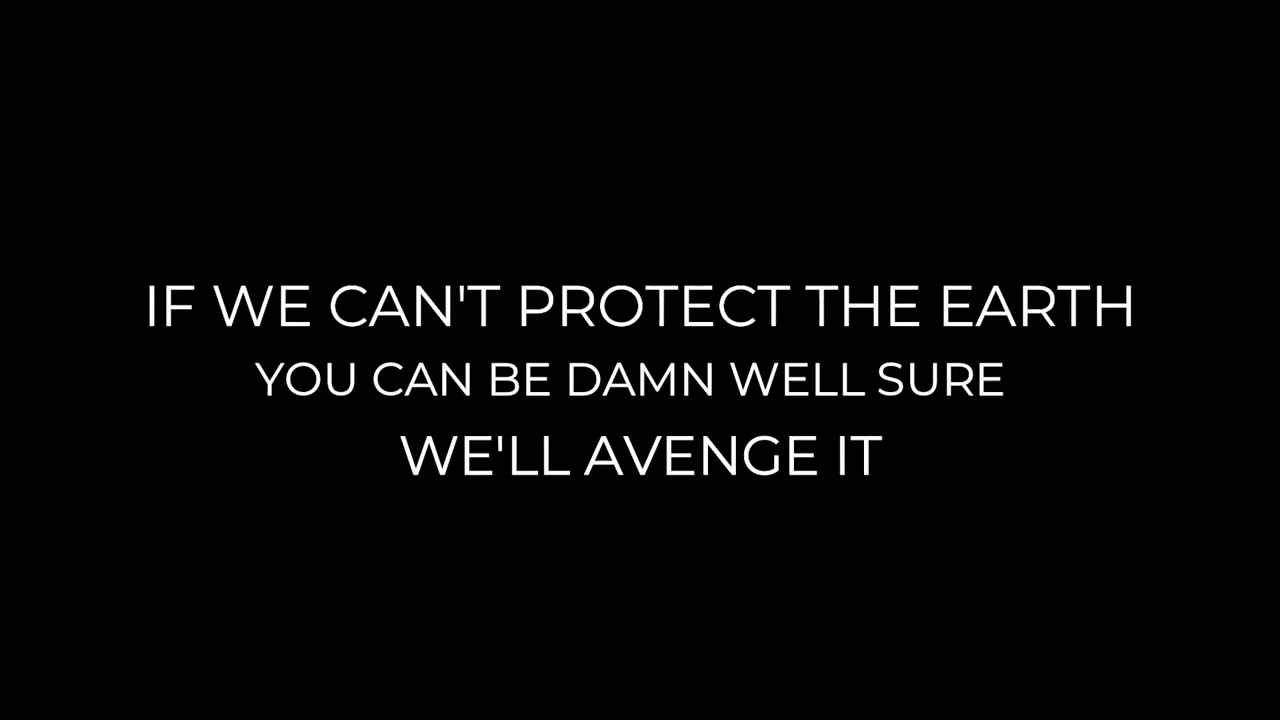 IF WE CAN'T PROTECT THE EARTH
YOU CAN BE DAMN WELL SURE
WE'LL AVENGE IT